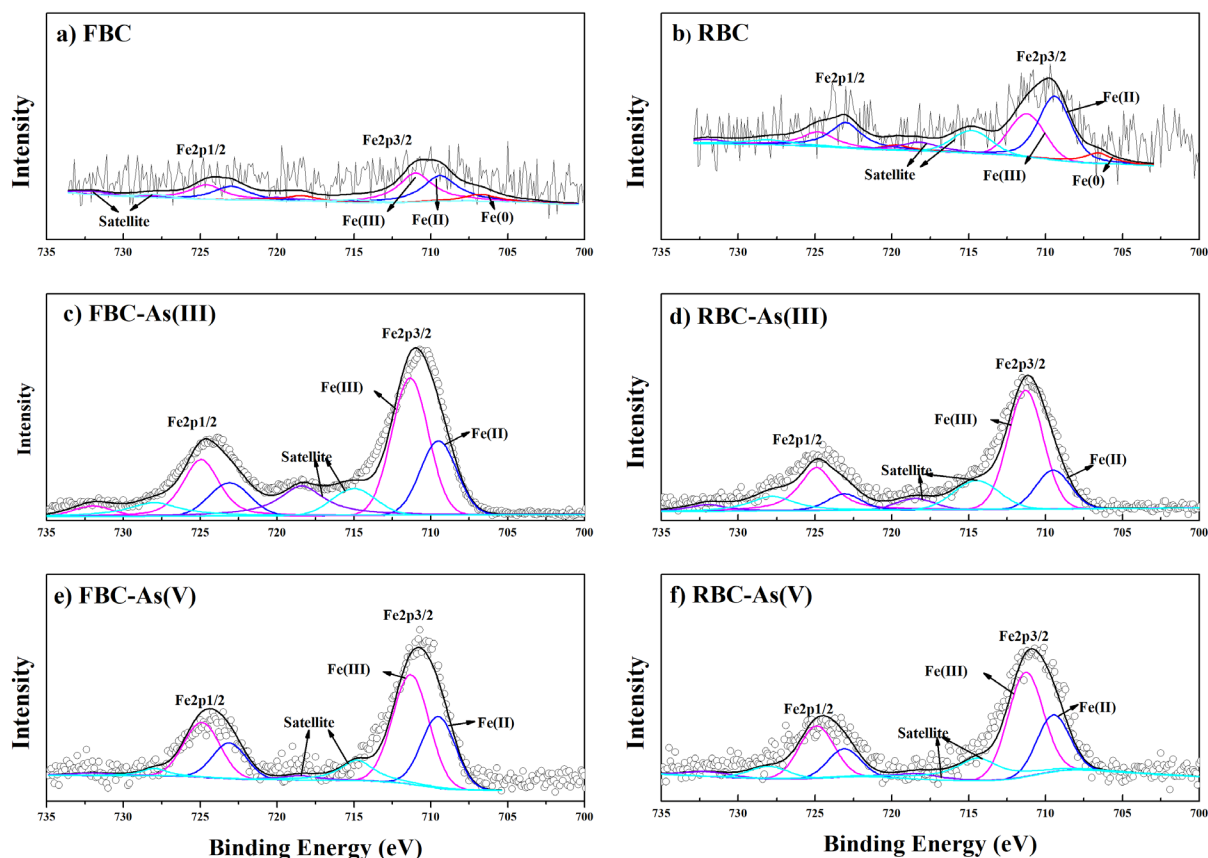 a) FBC
Fe2p1/2
Fe2p3/2
Satellite
Fe(III)
Fe(II)
Fe(0)
Intensity
735 730 725 720 715 710 705 700
b) RBC
Fe2p1/2
Fe2p3/2
Fe(II)
Satellite
Fe(III)
Fe(0)
Intensity
735 730 725 720 715 710 705 700
c) FBC-As(III)
Fe2p3/2
Fe(III)
Fe2p1/2
Fe(II)
Satellite
Intensity
735 730 725 720 715 710 705 700
d) RBC-As(III)
Fe2p3/2
Fe(III)
Fe2p1/2
Satellite
Fe(II)
Intensity
735 730 725 720 715 710 705 700
e) FBC-As(V)
Fe2p3/2
Fe(III)
Fe2p1/2
Satellite
Fe(II)
Intensity
735 730 725 720 715 710 705 700
Binding Energy (eV)
f) RBC-As(V)
Fe2p3/2
Fe(III)
Fe2p1/2
Fe(II)
Satellite
Intensity
735 730 725 720 715 710 705 700
Binding Energy (eV)